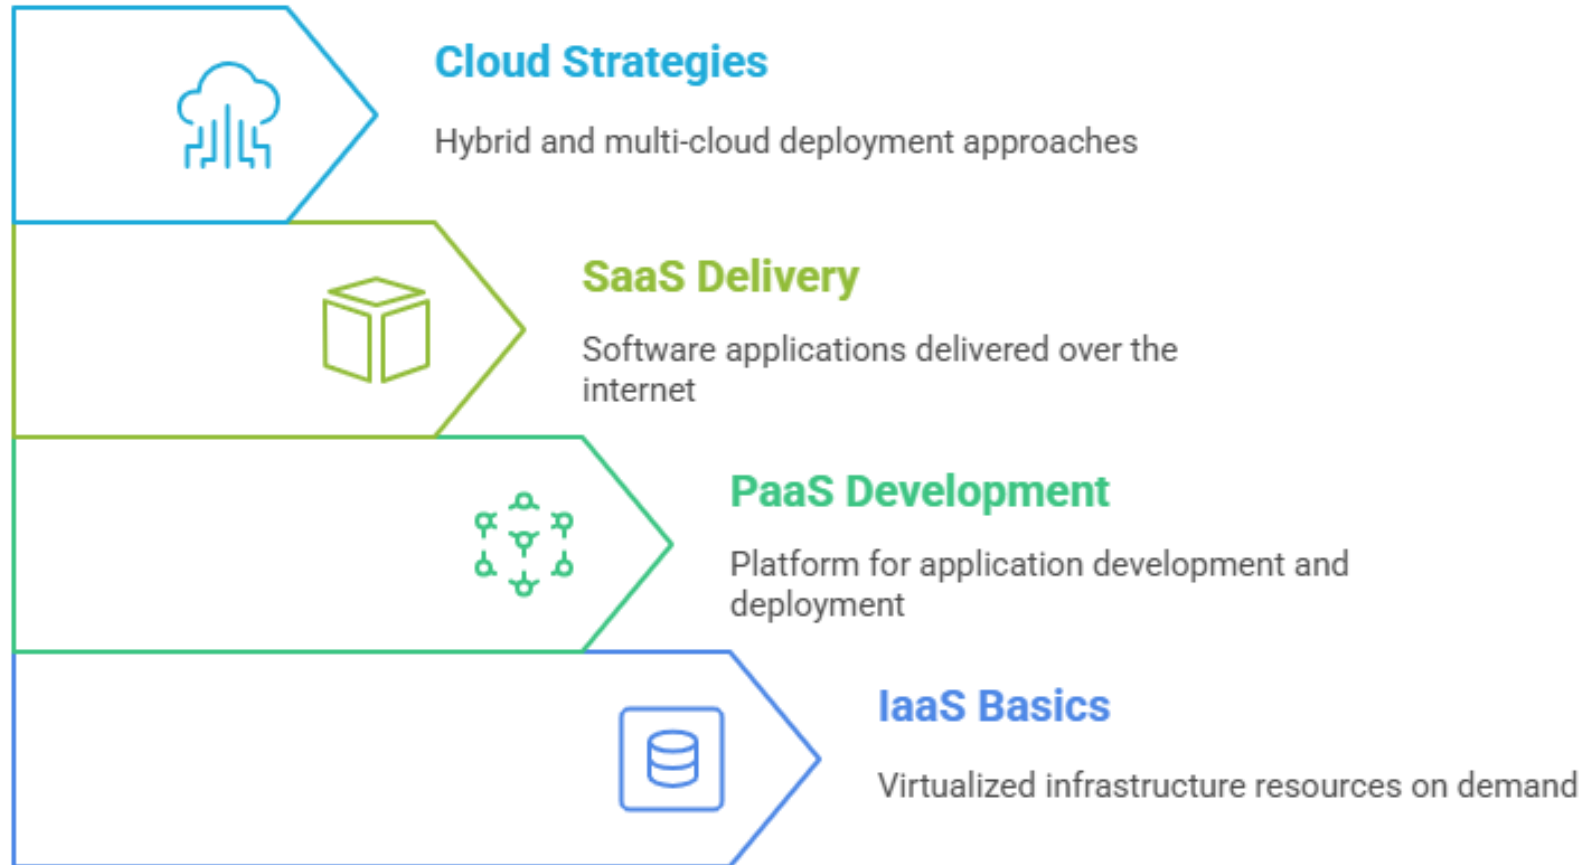 Cloud Strategies
Hybrid and multi-cloud deployment approaches
SaaS Delivery
Software applications delivered over the
internet
PaaS Development
Platform for application development and
deployment
IaaS Basics
Virtualized infrastructure resources on demand